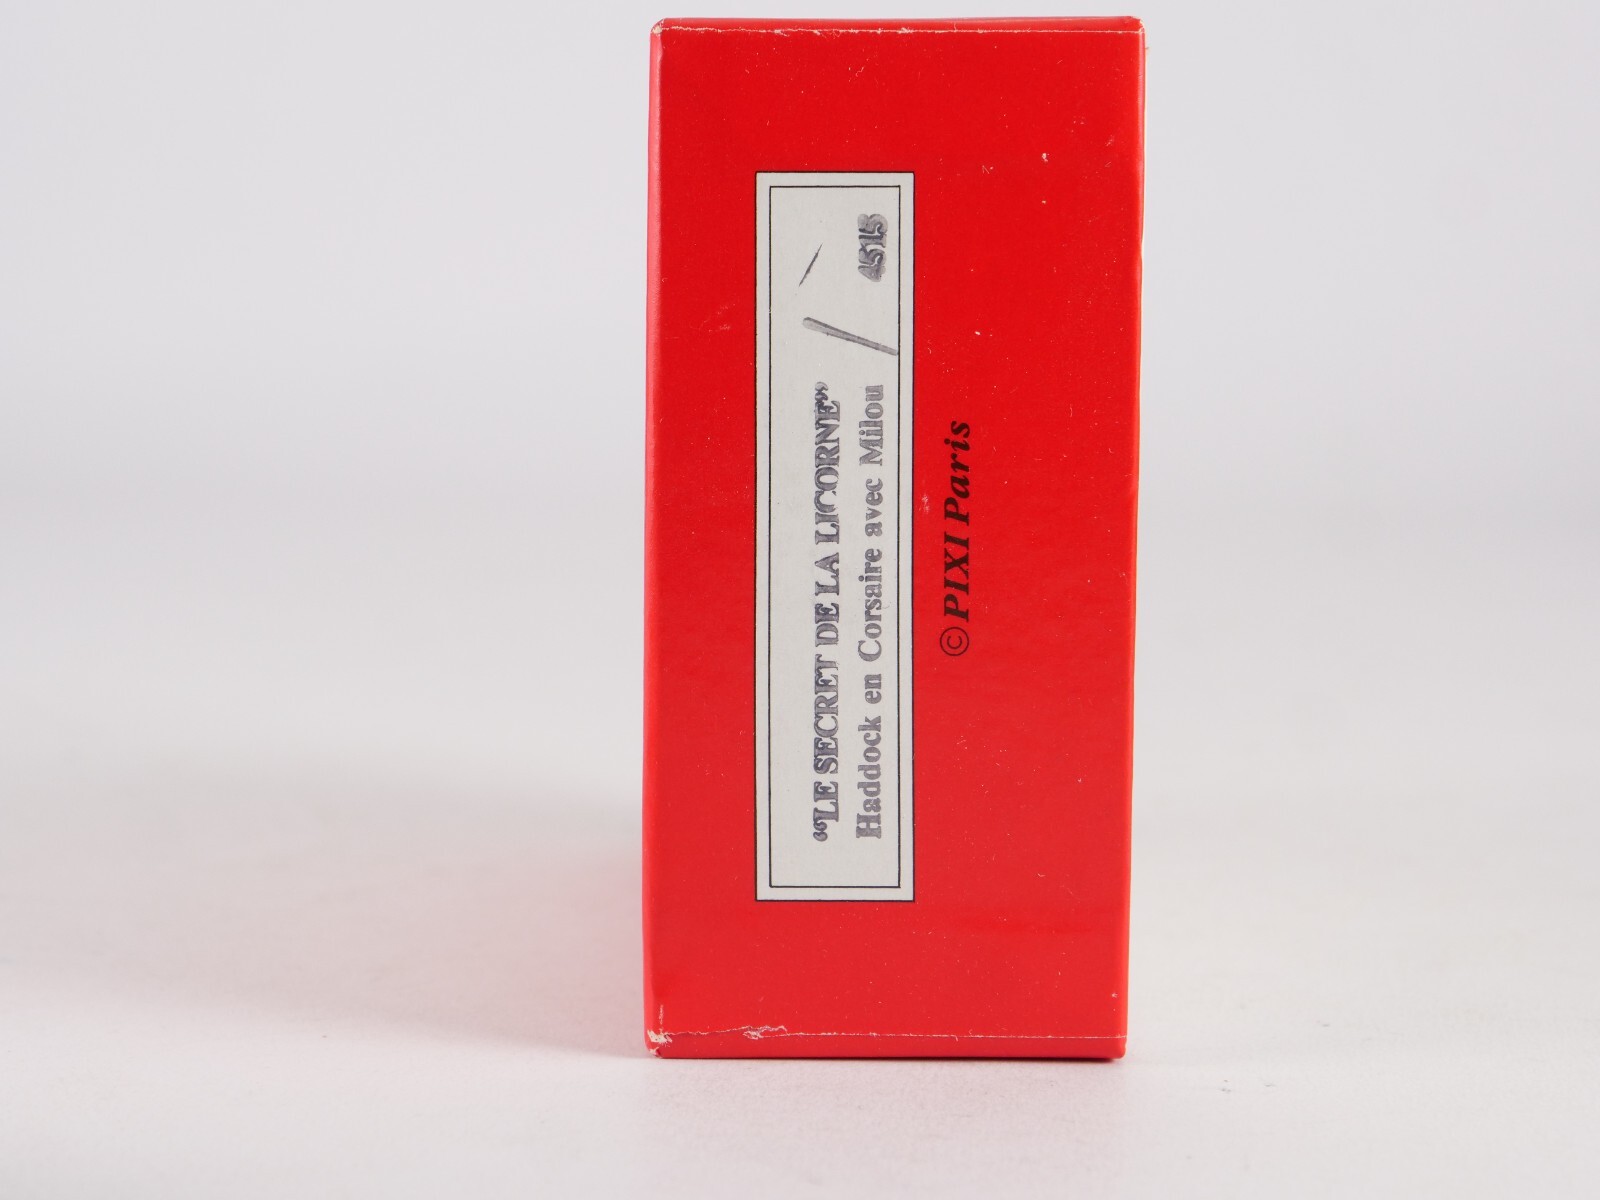 “LE SECRET DE LA LICORNE”
Haddock en Corsaire avec Milou / 4515
©PIXI Paris